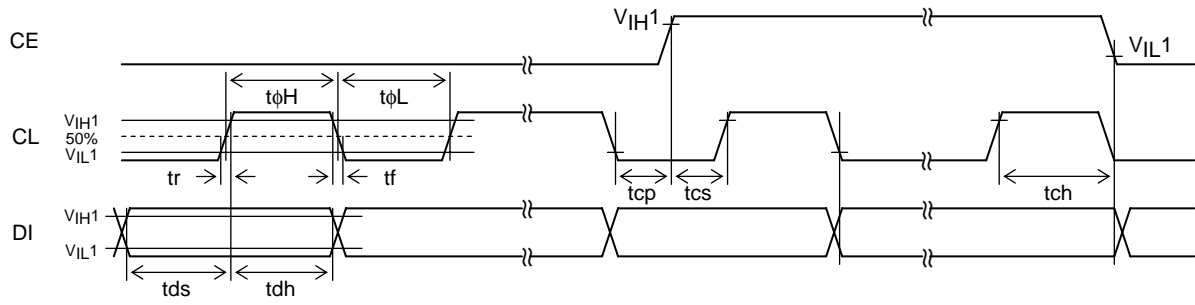 CE
VIH1
VIL1
tϕH
tϕL
CL
VIH1
50%
VIL1
tr
tf
tcp
tcs
tch
DI
VIH1
VIL1
tds
tdh